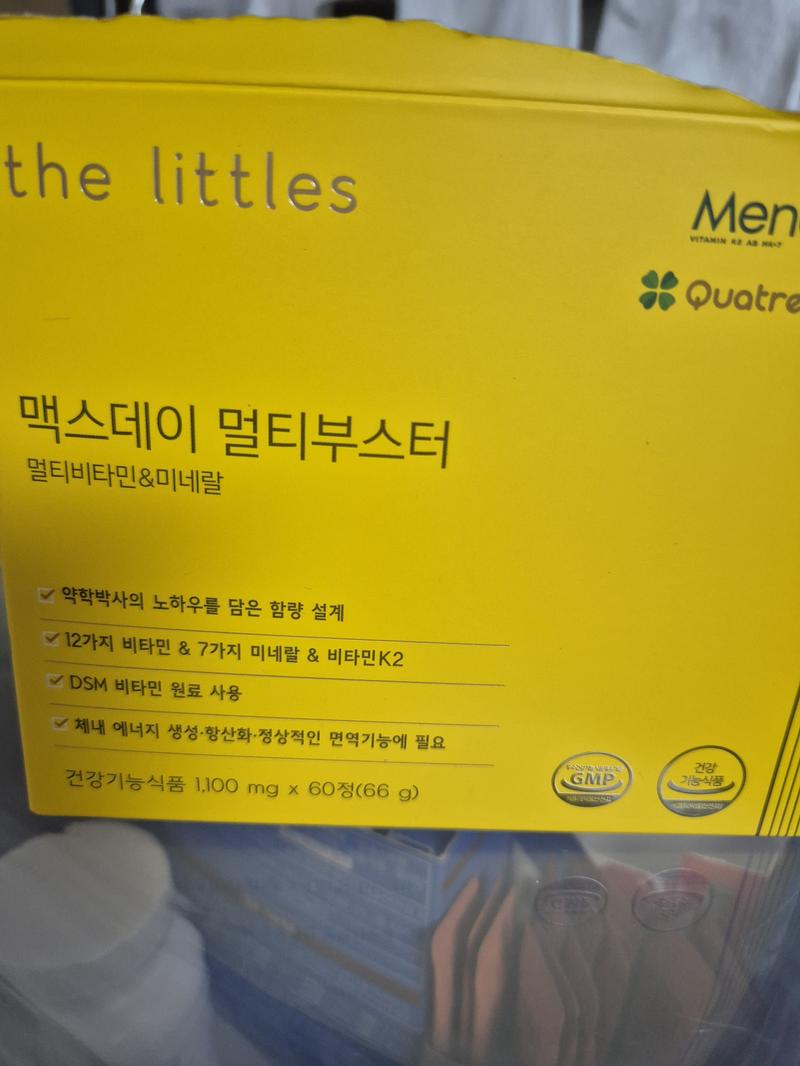 the littles
VITAMIN K2 AS MK-7
맥스데이 멀티부스터
멀티비타민&미네랄
약학박사의 노하우를 담은 함량 설계
12가지 비타민 & 7가지 미네랄 & 비타민K2
DSM 비타민 원료 사용
체내 에너지 생성·항산화·정상적인 면역기능에 필요
건강기능식품 1,100 mg x 60정(66 g)
GMP
건강
기능식품